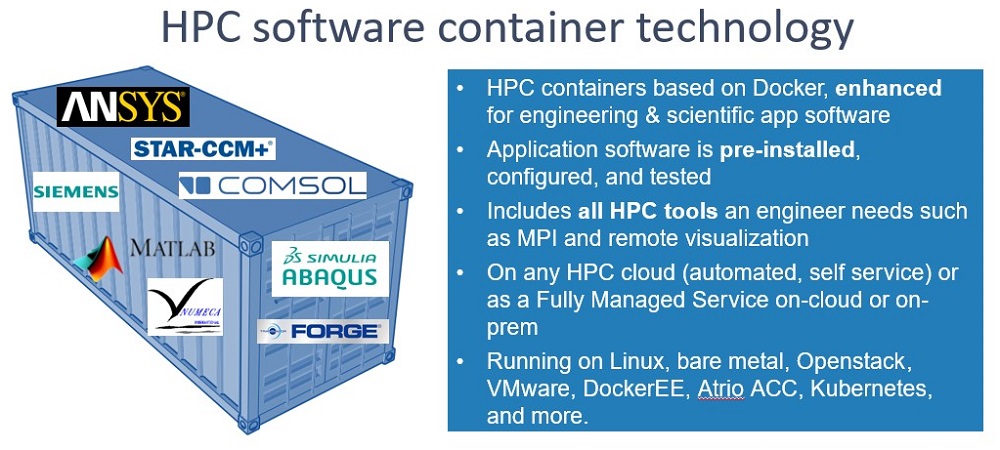 HPC software container technology
ANSYS®
STAR-CCM+®
SIEMENS
COMSOL
MATLAB
NUMECA
SIMULIA
ABAQUS
FORGE®
• HPC containers based on Docker, enhanced
for engineering & scientific app software
• Application software is pre-installed,
configured, and tested
• Includes all HPC tools an engineer needs such
as MPI and remote visualization
• On any HPC cloud (automated, self service) or
as a Fully Managed Service on-cloud or on-
prem
• Running on Linux, bare metal, Openstack,
VMware, DockerEE, Atrio ACC, Kubernetes,
and more.